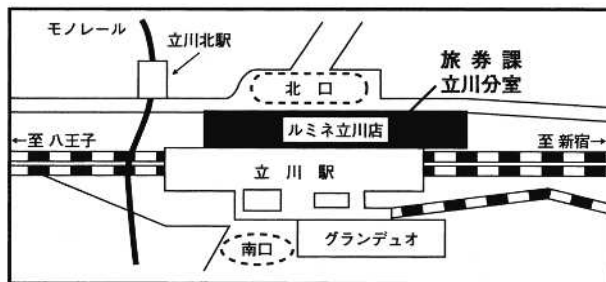 モノレール
立川北駅
旅券課
立川分室
北口
ルミネ立川店
←至 八王子
至 新宿→
立川駅
南口
グランデュオ